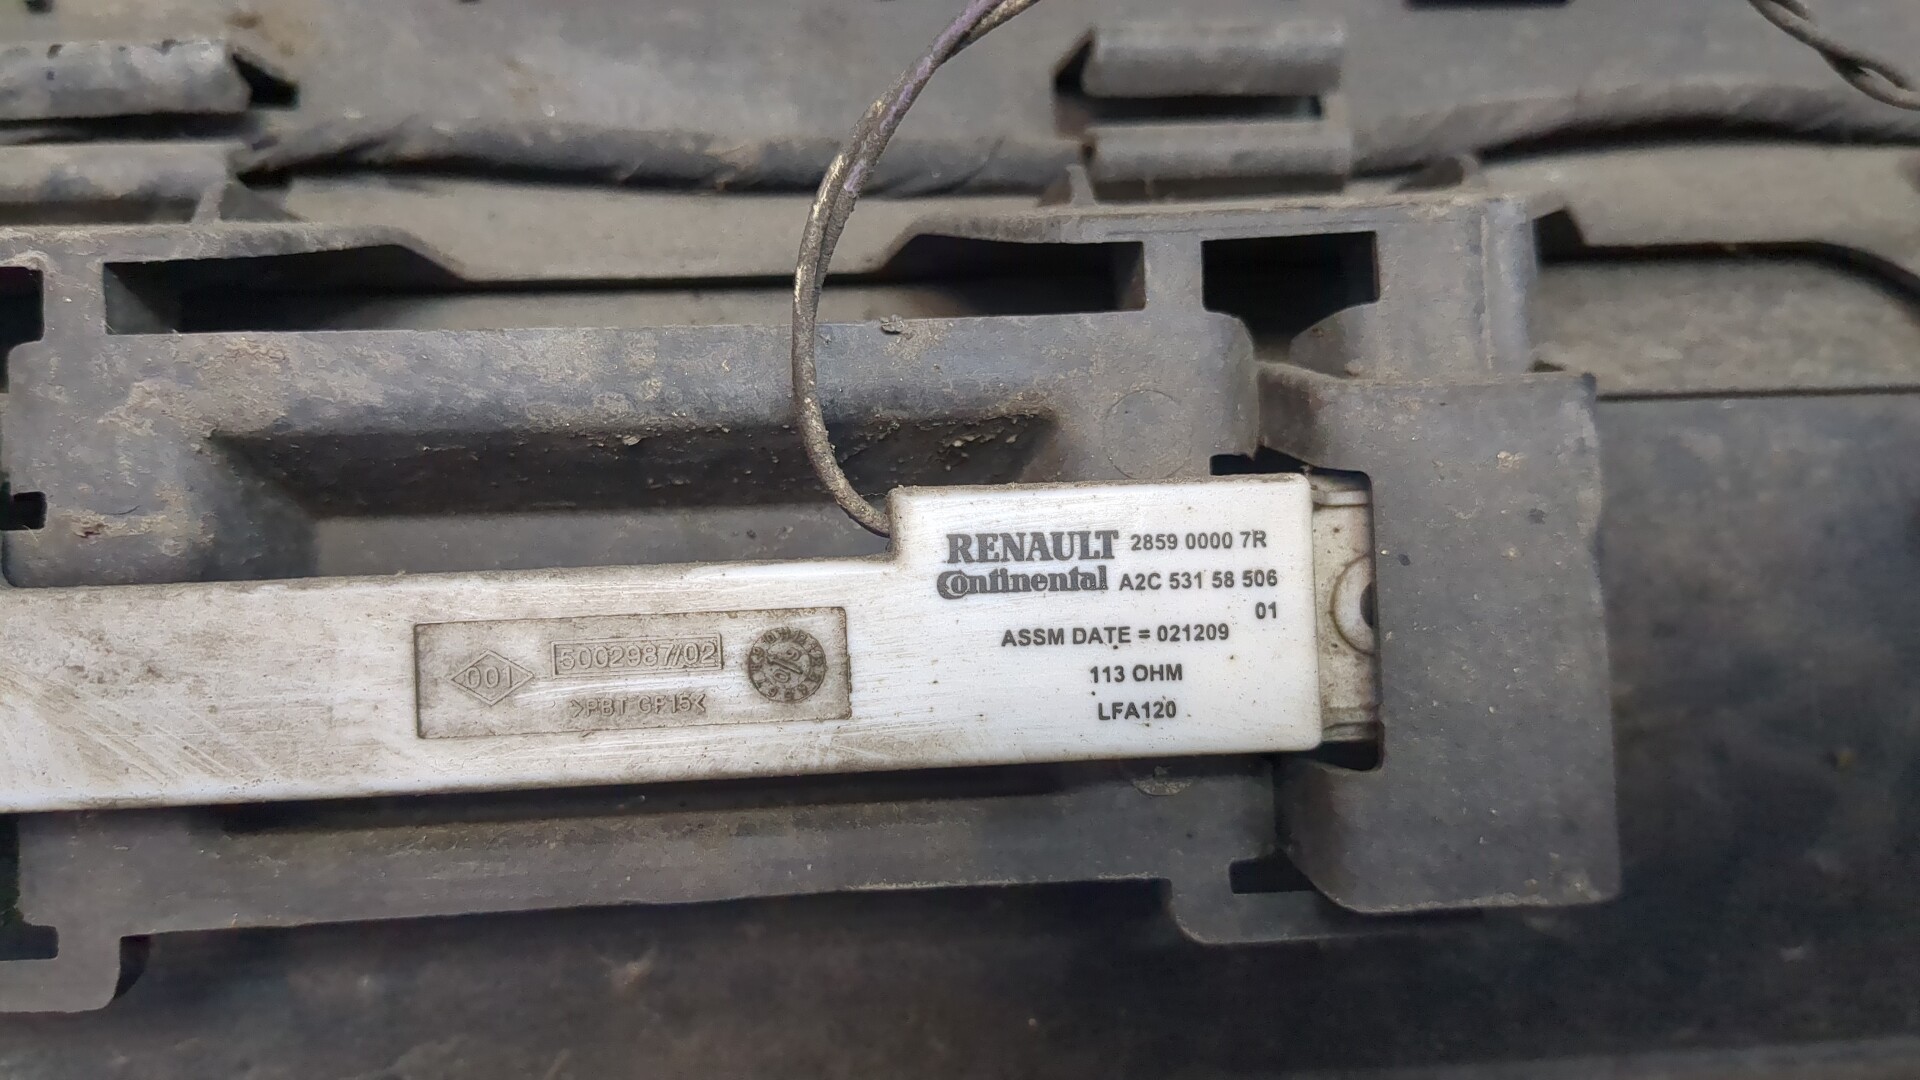 RENAULT 2859 0000 7R
Continental A2C 531 58 506
01
ASSM DATE = 021209
113 OHM
LFA120
001
5002987/02
>PBT GF15<